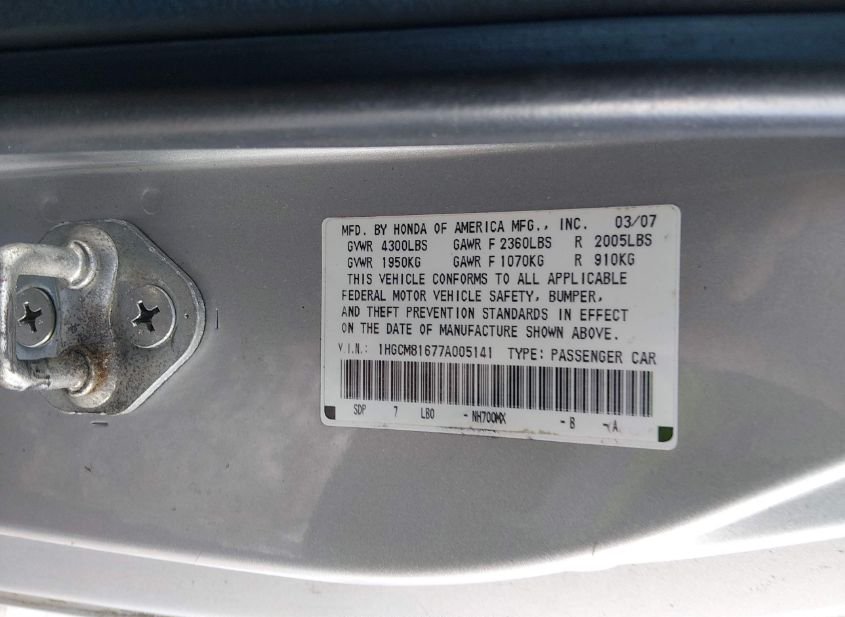 MFD. BY HONDA OF AMERICA MFG., INC. 03/07
GVWR 4300LBS GAWR F 2360LBS R 2005LBS
GVWR 1950KG GAWR F 1070KG R 910KG
THIS VEHICLE CONFORMS TO ALL APPLICABLE
FEDERAL MOTOR VEHICLE SAFETY, BUMPER,
AND THEFT PREVENTION STANDARDS IN EFFECT
ON THE DATE OF MANUFACTURE SHOWN ABOVE.
V.I.N.: 1HGCM81677A005141 TYPE: PASSENGER CAR
SDP 7 LB0 - NH700MX - B - A